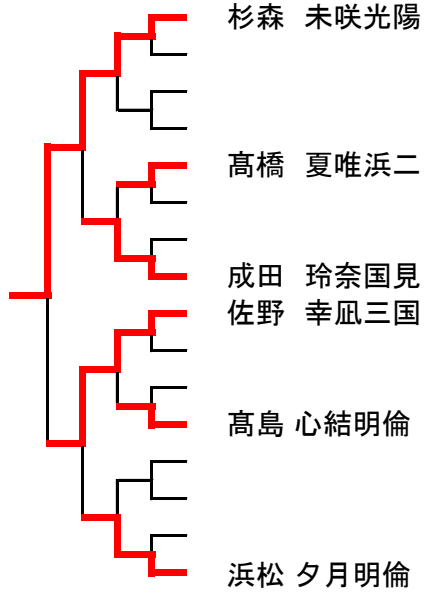 杉森 未咲光陽
髙橋 夏唯浜二
成田 玲奈国見
佐野 幸凪三国
髙島 心結明倫
浜松 夕月明倫